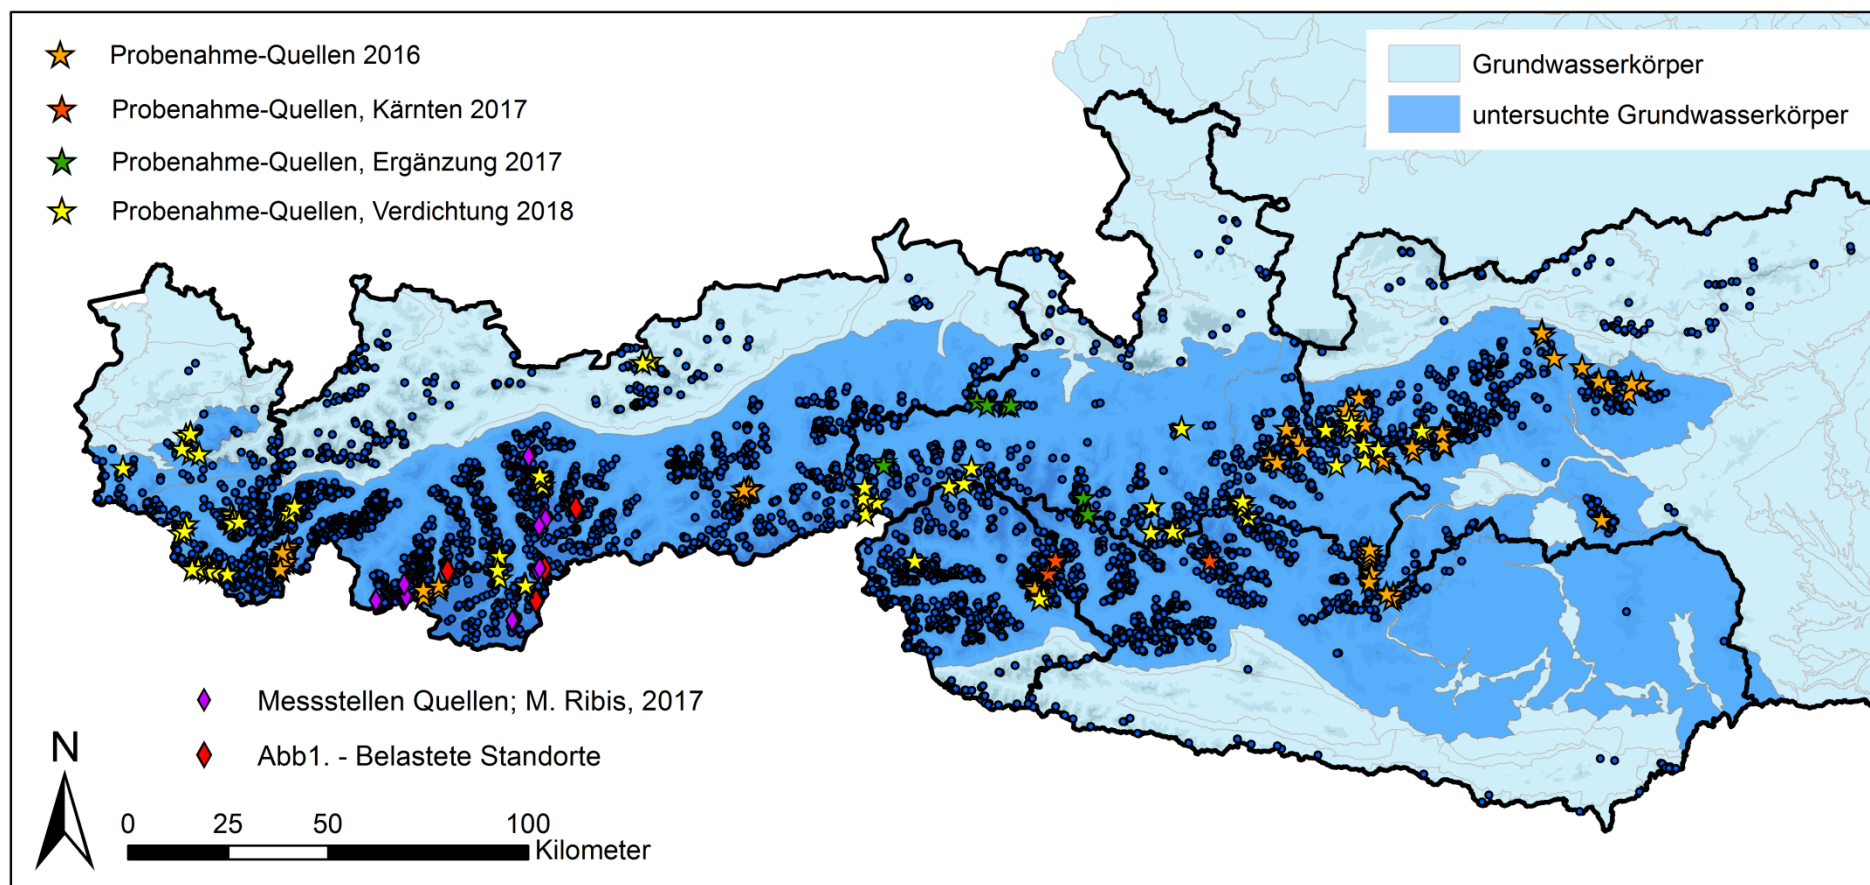 Probenahme-Quellen 2016
Probenahme-Quellen, Kärnten 2017
Probenahme-Quellen, Ergänzung 2017
Probenahme-Quellen, Verdichtung 2018
Grundwasserkörper
untersuchte Grundwasserkörper
Messstellen Quellen; M. Ribis, 2017
Abb1. - Belastete Standorte
N
0 25 50 100
Kilometer